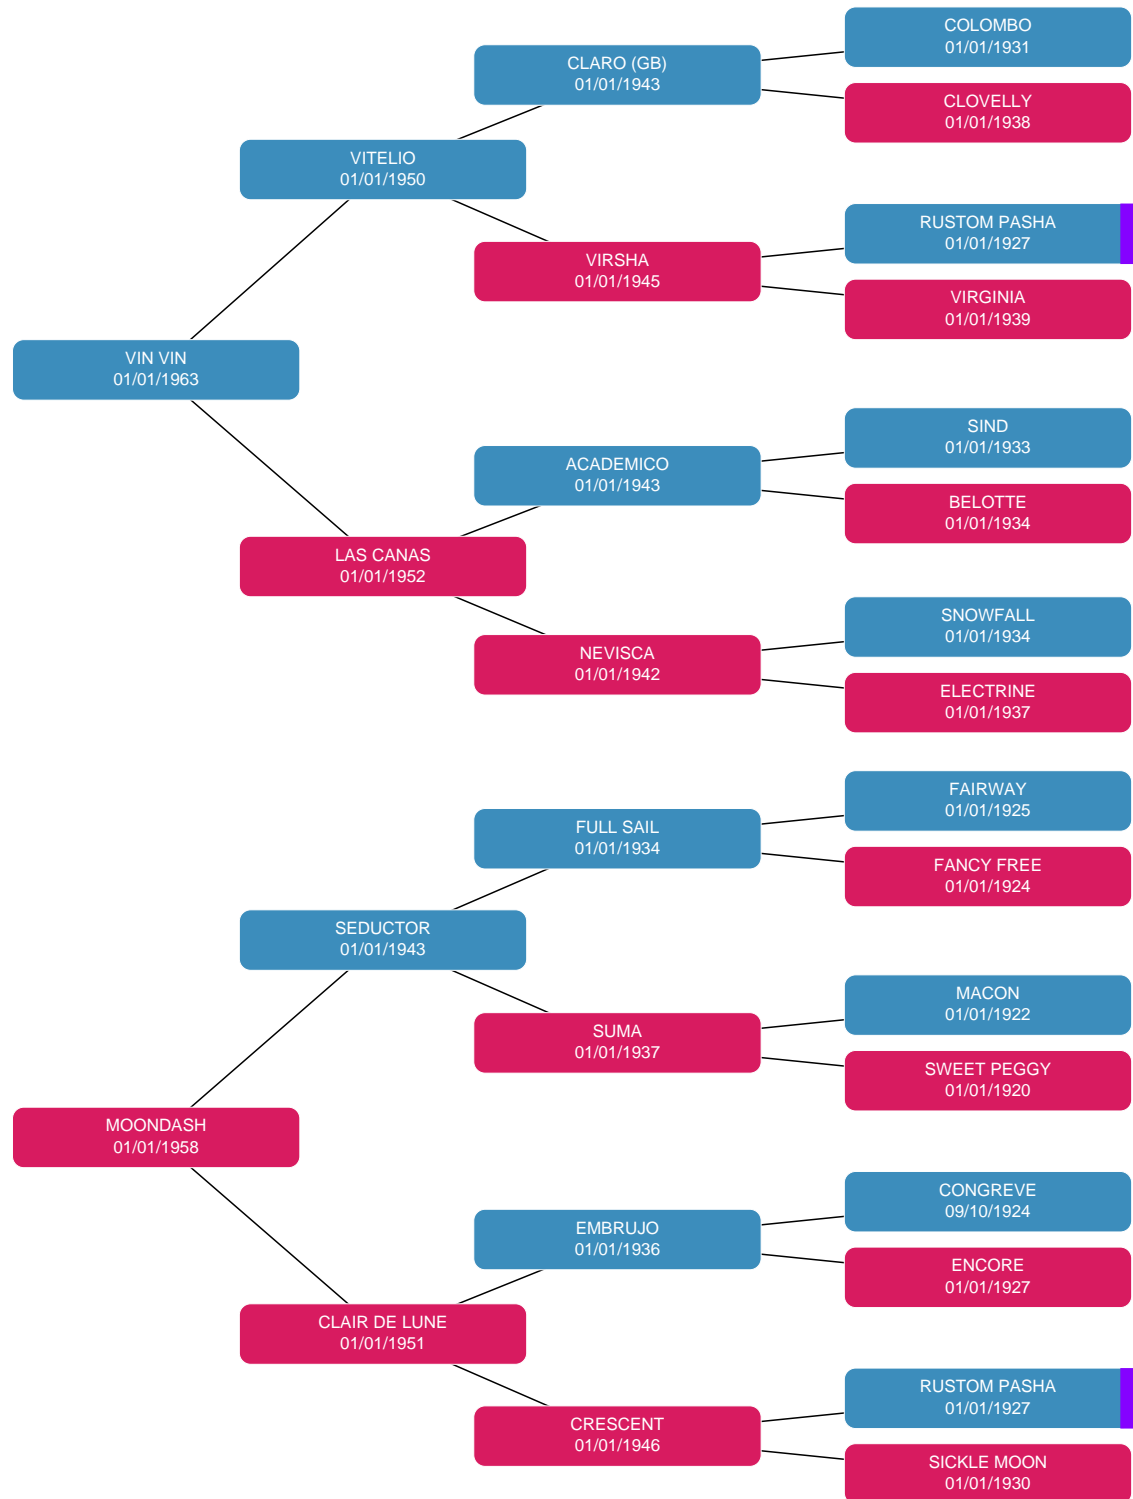 COLOMBO
01/01/1931
CLARO (GB)
01/01/1943
CLOVELLY
01/01/1938
VITELIO
01/01/1950
RUSTOM PASHA
01/01/1927
VIRSHA
01/01/1945
VIRGINIA
01/01/1939
VIN VIN
01/01/1963
SIND
01/01/1933
ACADEMICO
01/01/1943
BELOTTE
01/01/1934
LAS CANAS
01/01/1952
SNOWFALL
01/01/1934
NEVISCA
01/01/1942
ELECTRINE
01/01/1937
FAIRWAY
01/01/1925
FULL SAIL
01/01/1934
FANCY FREE
01/01/1924
SEDUCTOR
01/01/1943
MACON
01/01/1922
SUMA
01/01/1937
SWEET PEGGY
01/01/1920
MOONDASH
01/01/1958
CONGREVE
09/10/1924
EMBRUJO
01/01/1936
ENCORE
01/01/1927
CLAIR DE LUNE
01/01/1951
RUSTOM PASHA
01/01/1927
CRESCENT
01/01/1946
SICKLE MOON
01/01/1930